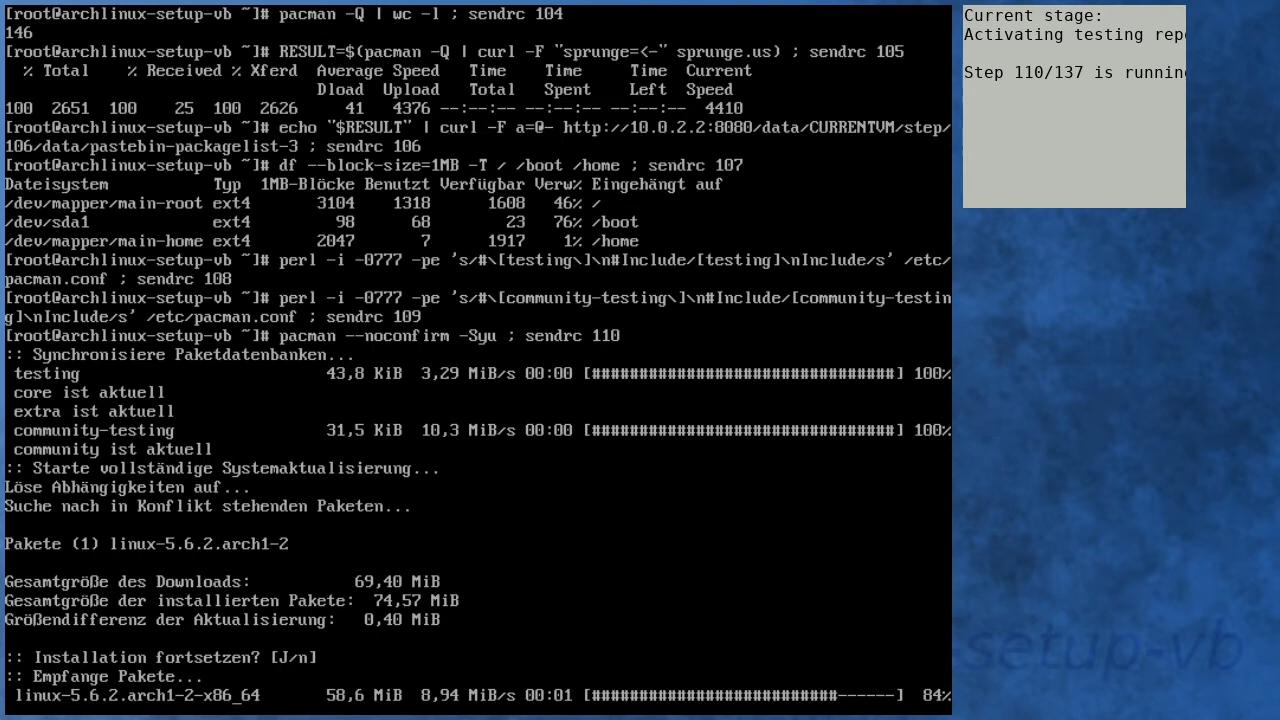 [root@archlinux-setup-vb ~]# pacman -Q | wc -l ; sendrc 104
146
[root@archlinux-setup-vb ~]# RESULT=$(pacman -Q | curl -F "sprunge=<-" sprunge.us) ; sendrc 105
  % Total    % Received % Xferd  Average Speed   Time    Time     Time  Current
                                 Dload  Upload   Total   Spent    Left  Speed
100  2651  100    25  100  2626     41   4376 --:--:-- --:--:-- --:--:--  4410
[root@archlinux-setup-vb ~]# echo "$RESULT" | curl -F a=@- http://10.0.2.2:8080/data/CURRENTVM/step/
106/data/pastebin-packagelist-3 ; sendrc 106
[root@archlinux-setup-vb ~]# df --block-size=1MB -T / /boot /home ; sendrc 107
Dateisystem           Typ  1MB-Blöcke Benutzt Verfügbar Verw% Eingehängt auf
/dev/mapper/main-root ext4       3104    1318      1608   46% /
/dev/sda1             ext4         98      68        23   76% /boot
/dev/mapper/main-home ext4       2047       7      1917    1% /home
[root@archlinux-setup-vb ~]# perl -i -0777 -pe 's/#\[testing\]\n#Include/[testing]\nInclude/s' /etc/
pacman.conf ; sendrc 108
[root@archlinux-setup-vb ~]# perl -i -0777 -pe 's/#\[community-testing\]\n#Include/[community-testin
g]\nInclude/s' /etc/pacman.conf ; sendrc 109
[root@archlinux-setup-vb ~]# pacman --noconfirm -Syu ; sendrc 110
:: Synchronisiere Paketdatenbanken...
 testing                          43,8 KiB  3,29 MiB/s 00:00 [################################] 100%
 core ist aktuell
 extra ist aktuell
 community-testing                31,5 KiB  10,3 MiB/s 00:00 [################################] 100%
 community ist aktuell
:: Starte vollständige Systemaktualisierung...
Löse Abhängigkeiten auf...
Suche nach in Konflikt stehenden Paketen...
Pakete (1) linux-5.6.2.arch1-2
Gesamtgröße des Downloads:           69,40 MiB
Gesamtgröße der installierten Pakete:  74,57 MiB
Größendifferenz der Aktualisierung:   0,40 MiB
:: Installation fortsetzen? [J/n]
:: Empfange Pakete...
 linux-5.6.2.arch1-2-x86_64       58,6 MiB  8,94 MiB/s 00:01 [##########################------]  84%
Current stage:
Activating testing repo
Step 110/137 is running
setup-vb